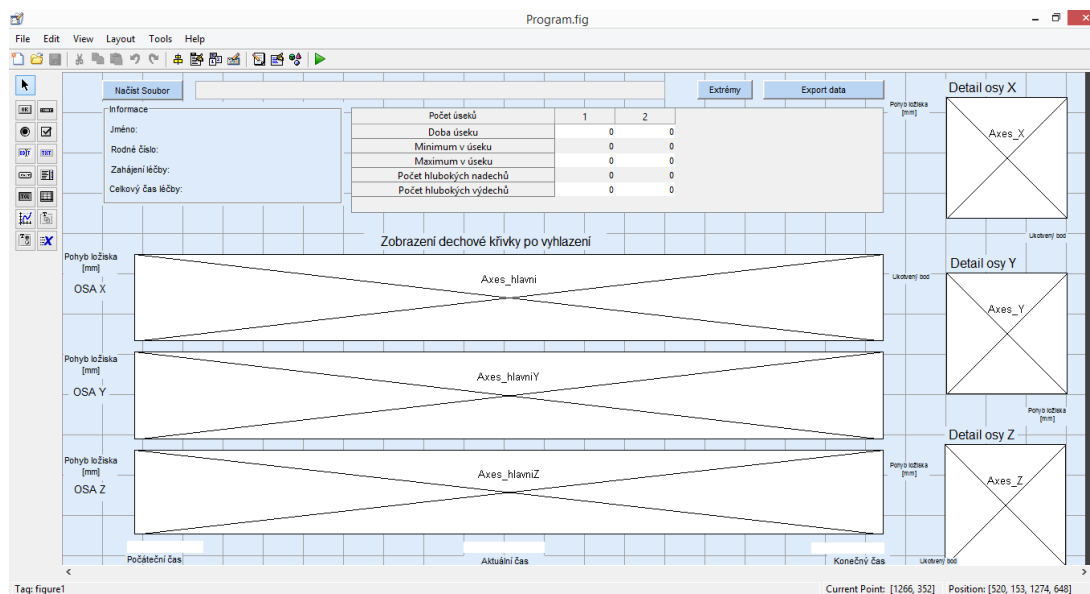 Program.fig
File Edit View Layout Tools Help
Načíst Soubor
Extrémy
Export data
Detail osy X
Informace
Jméno:
Rodné číslo:
Zahájení léčby:
Celkový čas léčby:
Počet úseků 1 2
Doba úseku 0 0
Minimum v úseku 0 0
Maximum v úseku 0 0
Počet hlubokých nadechů 0 0
Počet hlubokých výdechů 0 0
Pohyb ložiska
[mm]
Axes_X
Ukotvený bod
Zobrazení dechové křivky po vyhlazení
Pohyb ložiska
[mm]
OSA X
Axes_hlavni
Ukotvený bod
Detail osy Y
Axes_Y
Pohyb ložiska
[mm]
OSA Y
Axes_hlavniY
Pohyb ložiska
[mm]
Detail osy Z
Pohyb ložiska
[mm]
OSA Z
Axes_hlavniZ
Pohyb ložiska
[mm]
Axes_Z
Počáteční čas
Aktuální čas
Konečný čas
Ukotvený bod
Tag: figure1
Current Point: [1266, 352] Position: [520, 153, 1274, 648]